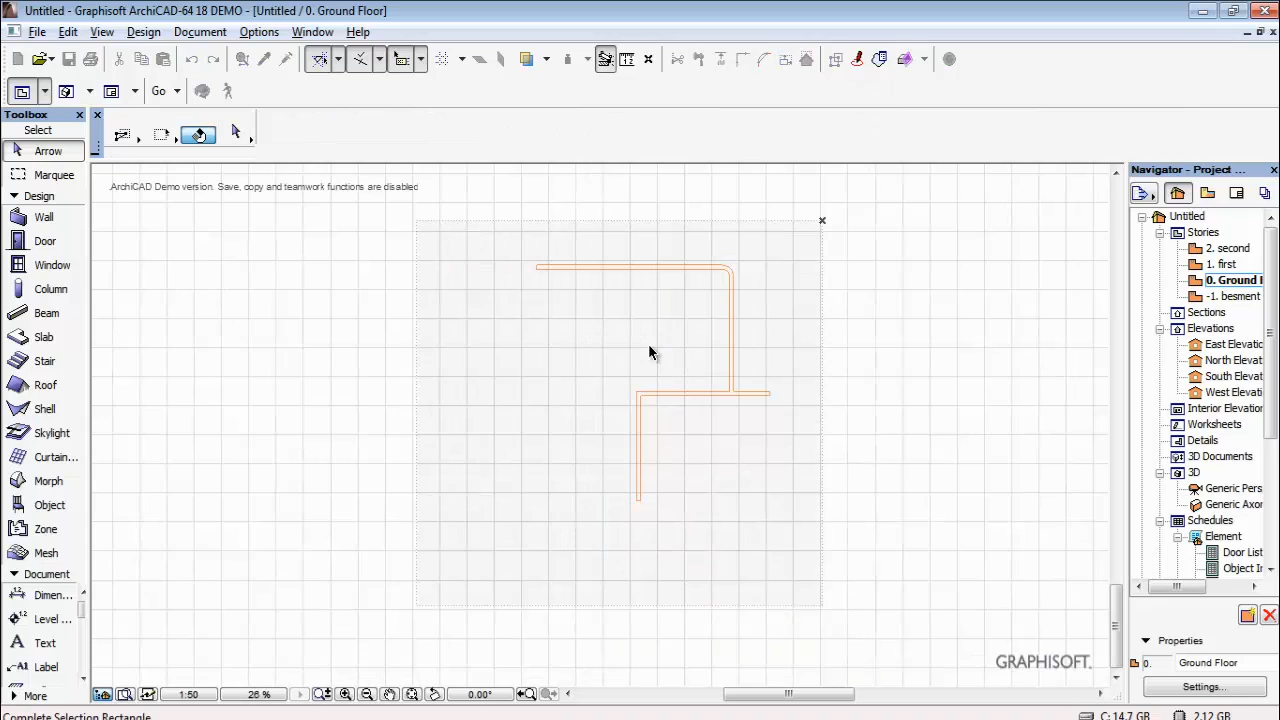 Untitled - Graphisoft ArchiCAD-64 18 DEMO - [Untitled / 0. Ground Floor]
File Edit View Design Document Options Window Help
Go
Toolbox
Select
Arrow
Marquee
Design
Wall
Door
Window
Column
Beam
Slab
Stair
Roof
Shell
Skylight
Curtain...
Morph
Object
Zone
Mesh
Document
Dimen...
Level ...
Text
Label
More
ArchiCAD Demo version. Save, copy and teamwork functions are disabled
GRAPHISOFT.
Navigator - Project ...
Untitled
Stories
2. second
1. first
0. Ground
-1. besment
Sections
Elevations
East Elevatio
North Elevat
South Elevat
West Elevati
Interior Elevation
Worksheets
Details
3D Documents
3D
Generic Pers
Generic Axon
Schedules
Element
Door List
Object In
Properties
0. Ground Floor
Settings...
1:50 26 % 0.00°
Complete Selection Rectangle
C: 14.7 GB 2.12 GB